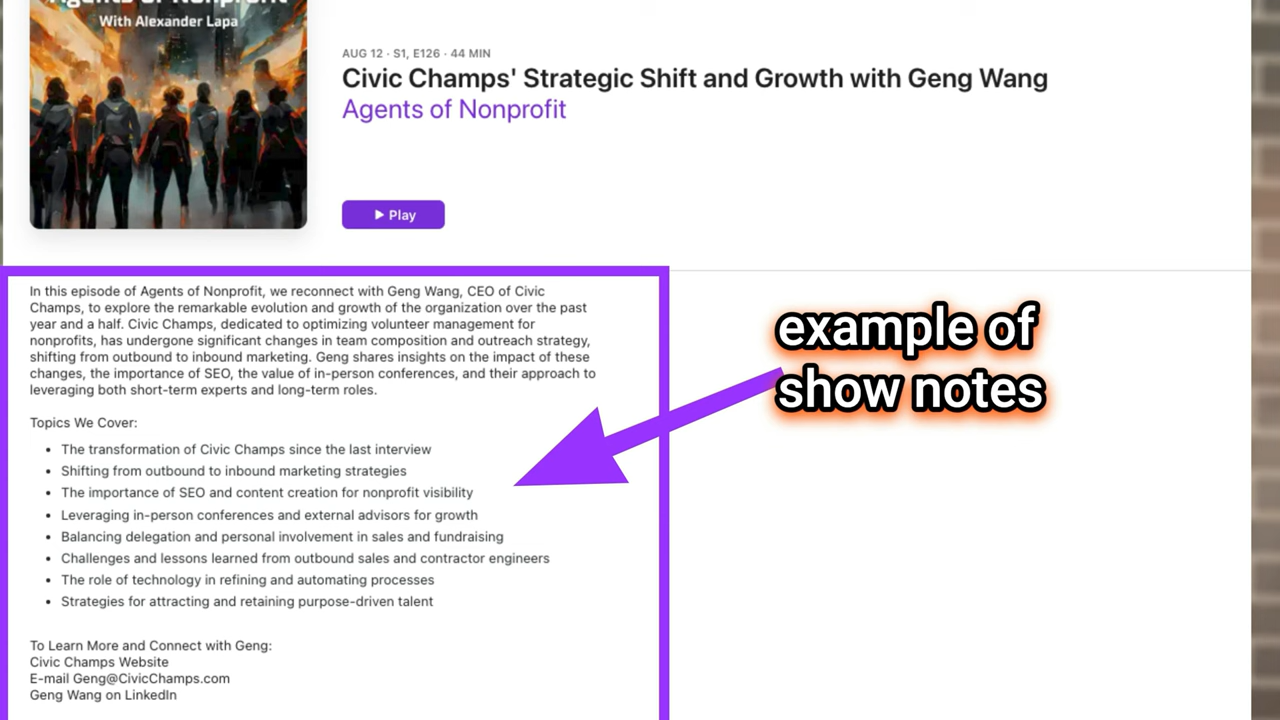 Agents of Nonprofit
With Alexander Lapa
AUG 12 · S1, E126 · 44 MIN
Civic Champs' Strategic Shift and Growth with Geng Wang
Agents of Nonprofit
Play
In this episode of Agents of Nonprofit, we reconnect with Geng Wang, CEO of Civic
Champs, to explore the remarkable evolution and growth of the organization over the past
year and a half. Civic Champs, dedicated to optimizing volunteer management for
nonprofits, has undergone significant changes in team composition and outreach strategy,
shifting from outbound to inbound marketing. Geng shares insights on the impact of these
changes, the importance of SEO, the value of in-person conferences, and their approach to
leveraging both short-term experts and long-term roles.
example of
show notes
Topics We Cover:
• The transformation of Civic Champs since the last interview
• Shifting from outbound to inbound marketing strategies
• The importance of SEO and content creation for nonprofit visibility
• Leveraging in-person conferences and external advisors for growth
• Balancing delegation and personal involvement in sales and fundraising
• Challenges and lessons learned from outbound sales and contractor engineers
• The role of technology in refining and automating processes
• Strategies for attracting and retaining purpose-driven talent
To Learn More and Connect with Geng:
Civic Champs Website
E-mail Geng@CivicChamps.com
Geng Wang on LinkedIn